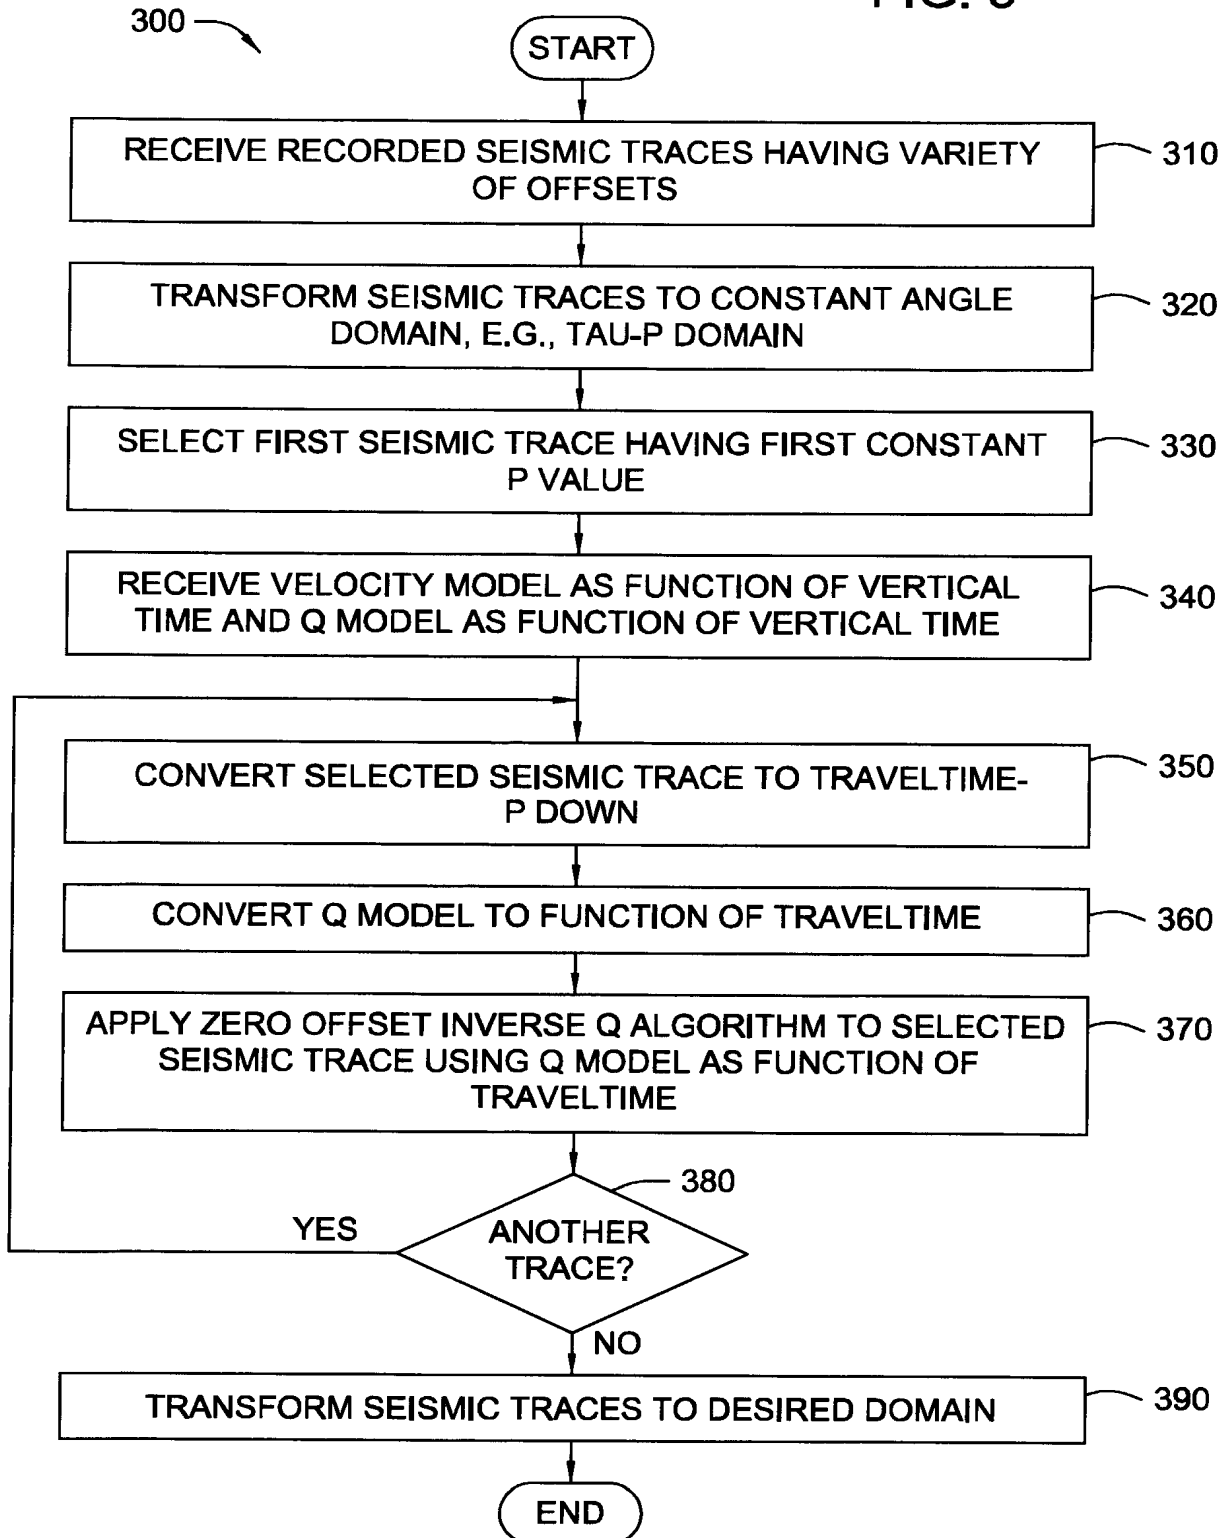 300
START
RECEIVE RECORDED SEISMIC TRACES HAVING VARIETY
OF OFFSETS
310
TRANSFORM SEISMIC TRACES TO CONSTANT ANGLE
DOMAIN, E.G., TAU-P DOMAIN
320
SELECT FIRST SEISMIC TRACE HAVING FIRST CONSTANT
P VALUE
330
RECEIVE VELOCITY MODEL AS FUNCTION OF VERTICAL
TIME AND Q MODEL AS FUNCTION OF VERTICAL TIME
340
CONVERT SELECTED SEISMIC TRACE TO TRAVELTIME-
P DOWN
350
CONVERT Q MODEL TO FUNCTION OF TRAVELTIME
360
APPLY ZERO OFFSET INVERSE Q ALGORITHM TO SELECTED
SEISMIC TRACE USING Q MODEL AS FUNCTION OF
TRAVELTIME
370
380
YES
ANOTHER
TRACE?
NO
TRANSFORM SEISMIC TRACES TO DESIRED DOMAIN
390
END